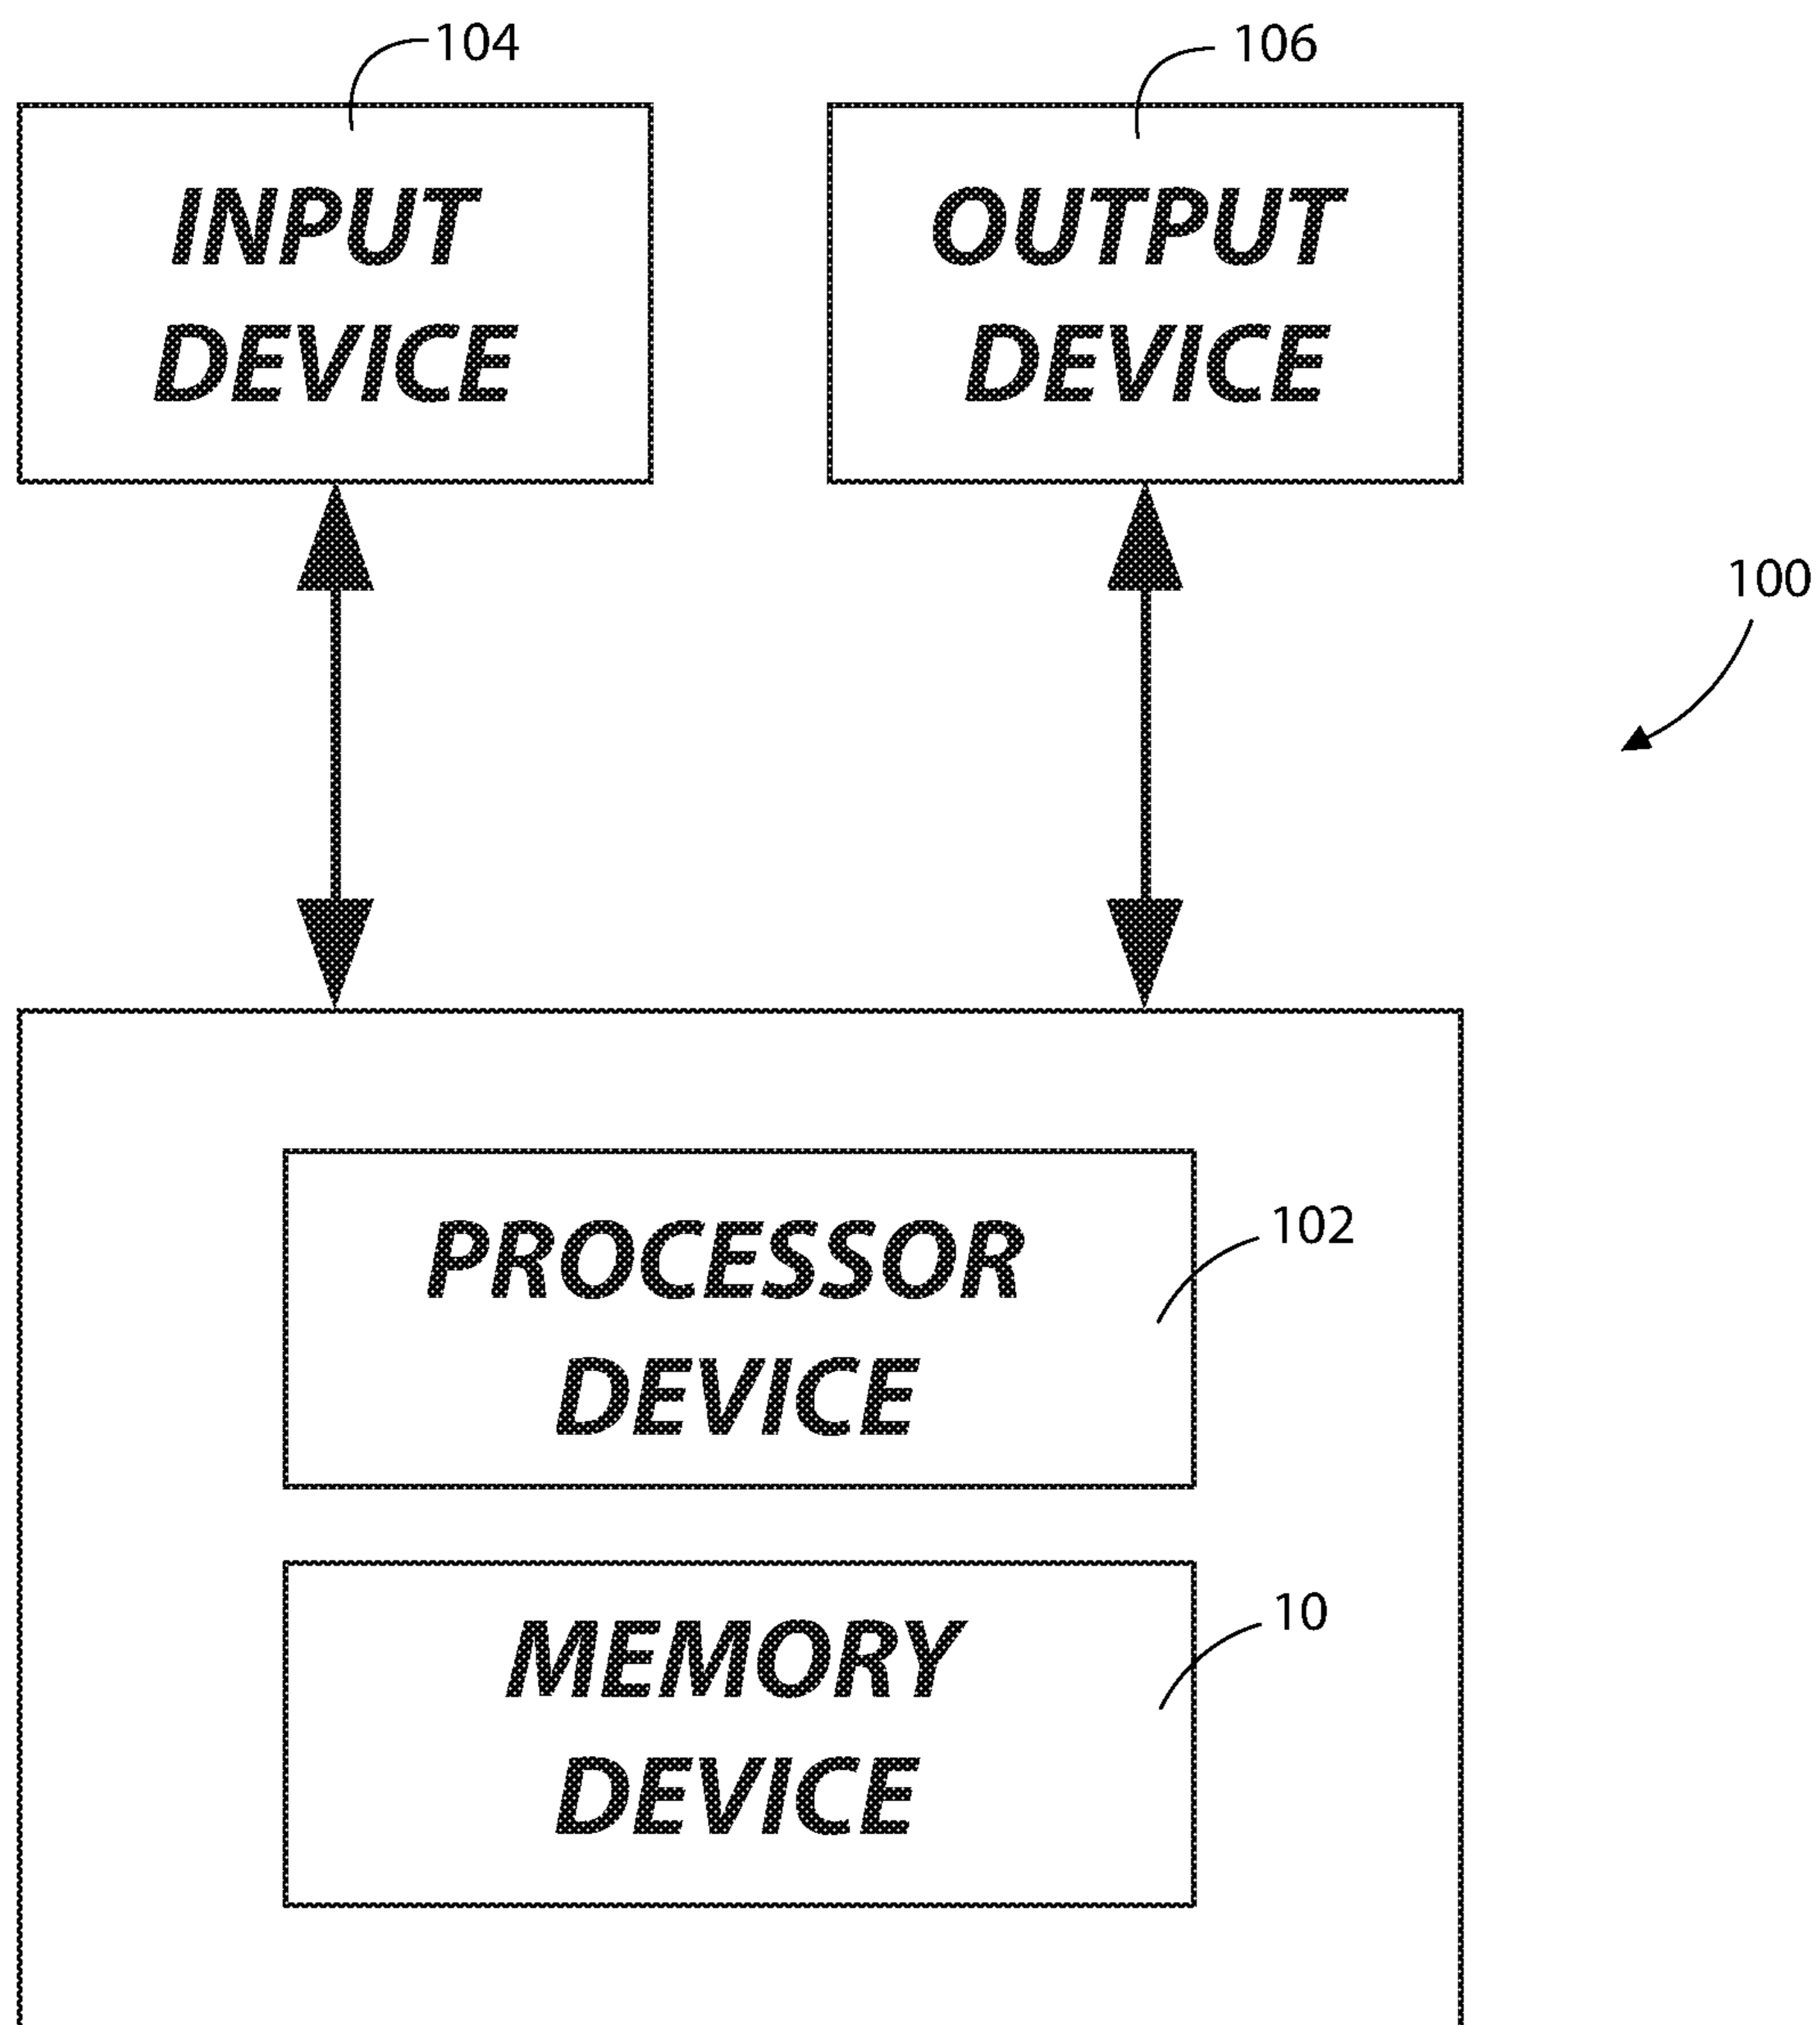 104
106
INPUT
DEVICE
OUTPUT
DEVICE
100
PROCESSOR
DEVICE
102
MEMORY
DEVICE
10